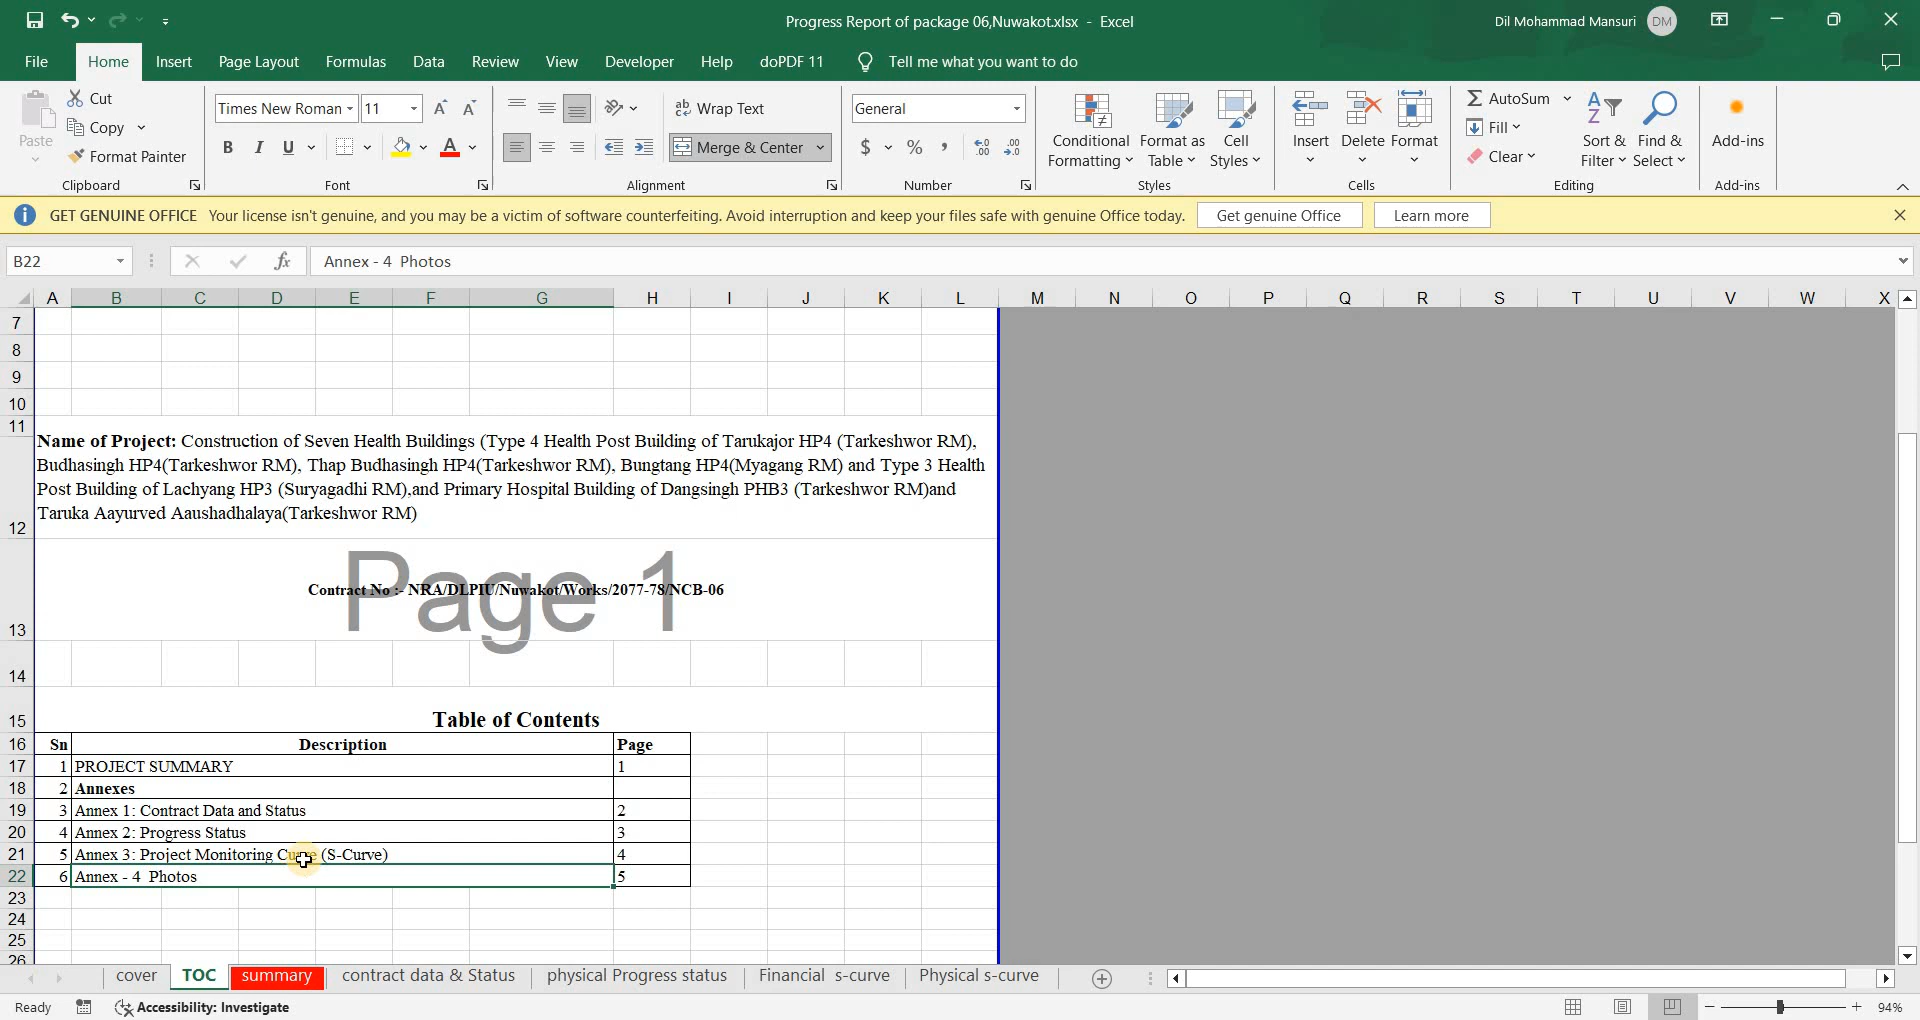 Progress Report of package 06,Nuwakot.xlsx - Excel
Dil Mohammad Mansuri DM
File Home Insert Page Layout Formulas Data Review View Developer Help doPDF 11 Tell me what you want to do
Paste
Cut
Copy
Format Painter
Clipboard
Times New Roman 11 A A
B I U A
Font
ab Wrap Text
Merge & Center
Alignment
General
$ % ,
Number
Conditional Formatting
Format as Table
Cell Styles
Styles
Insert Delete Format
Cells
AutoSum
Fill
Clear
Sort & Filter
Find & Select
Editing
Add-ins
Add-ins
GET GENUINE OFFICE Your license isn't genuine, and you may be a victim of software counterfeiting. Avoid interruption and keep your files safe with genuine Office today. Get genuine Office Learn more
B22 fx Annex - 4 Photos
A B C D E F G H I J K L M N O P Q R S T U V W X
7
8
9
10
11
Name of Project: Construction of Seven Health Buildings (Type 4 Health Post Building of Tarukajor HP4 (Tarkeshwor RM),
Budhasingh HP4(Tarkeshwor RM), Thap Budhasingh HP4(Tarkeshwor RM), Bungtang HP4(Myagang RM) and Type 3 Health
Post Building of Lachyang HP3 (Suryagadhi RM),and Primary Hospital Building of Dangsingh PHB3 (Tarkeshwor RM)and
Taruka Aayurved Aaushadhalaya(Tarkeshwor RM)
12
Page 1
Contract No :- NRA/DLPIU/Nuwakot/Works/2077-78/NCB-06
13
14
15 Table of Contents
16 Sn Description Page
17 1 PROJECT SUMMARY 1
18 2 Annexes
19 3 Annex 1: Contract Data and Status 2
20 4 Annex 2: Progress Status 3
21 5 Annex 3: Project Monitoring Curve (S-Curve) 4
22 6 Annex - 4 Photos 5
23
24
25
26
cover TOC summary contract data & Status physical Progress status Financial s-curve Physical s-curve
Ready Accessibility: Investigate 94%